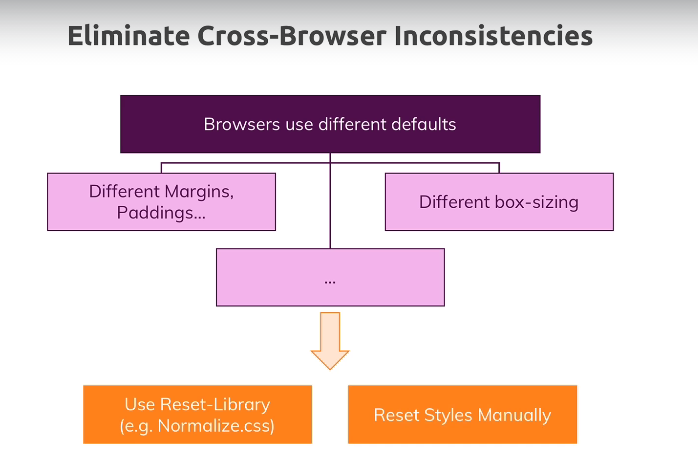 Eliminate Cross-Browser Inconsistencies
Browsers use different defaults
Different Margins,
Paddings...
Different box-sizing
...
Use Reset-Library
(e.g. Normalize.css)
Reset Styles Manually